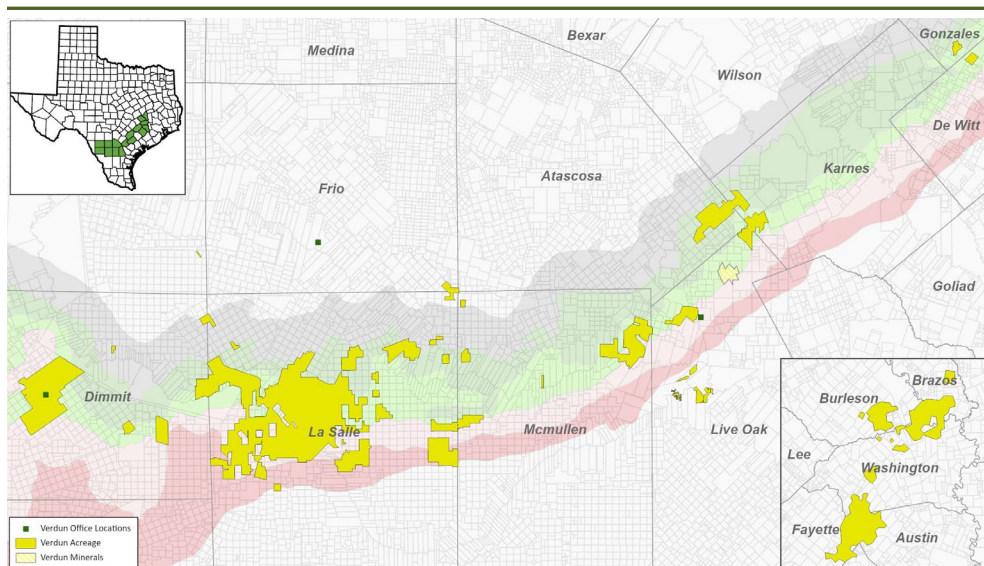 Medina
Bexar
Gonzales
Wilson
De Witt
Karnes
Frio
Atascosa
Goliad
Dimmit
La Salle
Mcmullen
Live Oak
Brazos
Burleson
Lee
Washington
Fayette
Austin
Verdun Office Locations
Verdun Acreage
Verdun Minerals